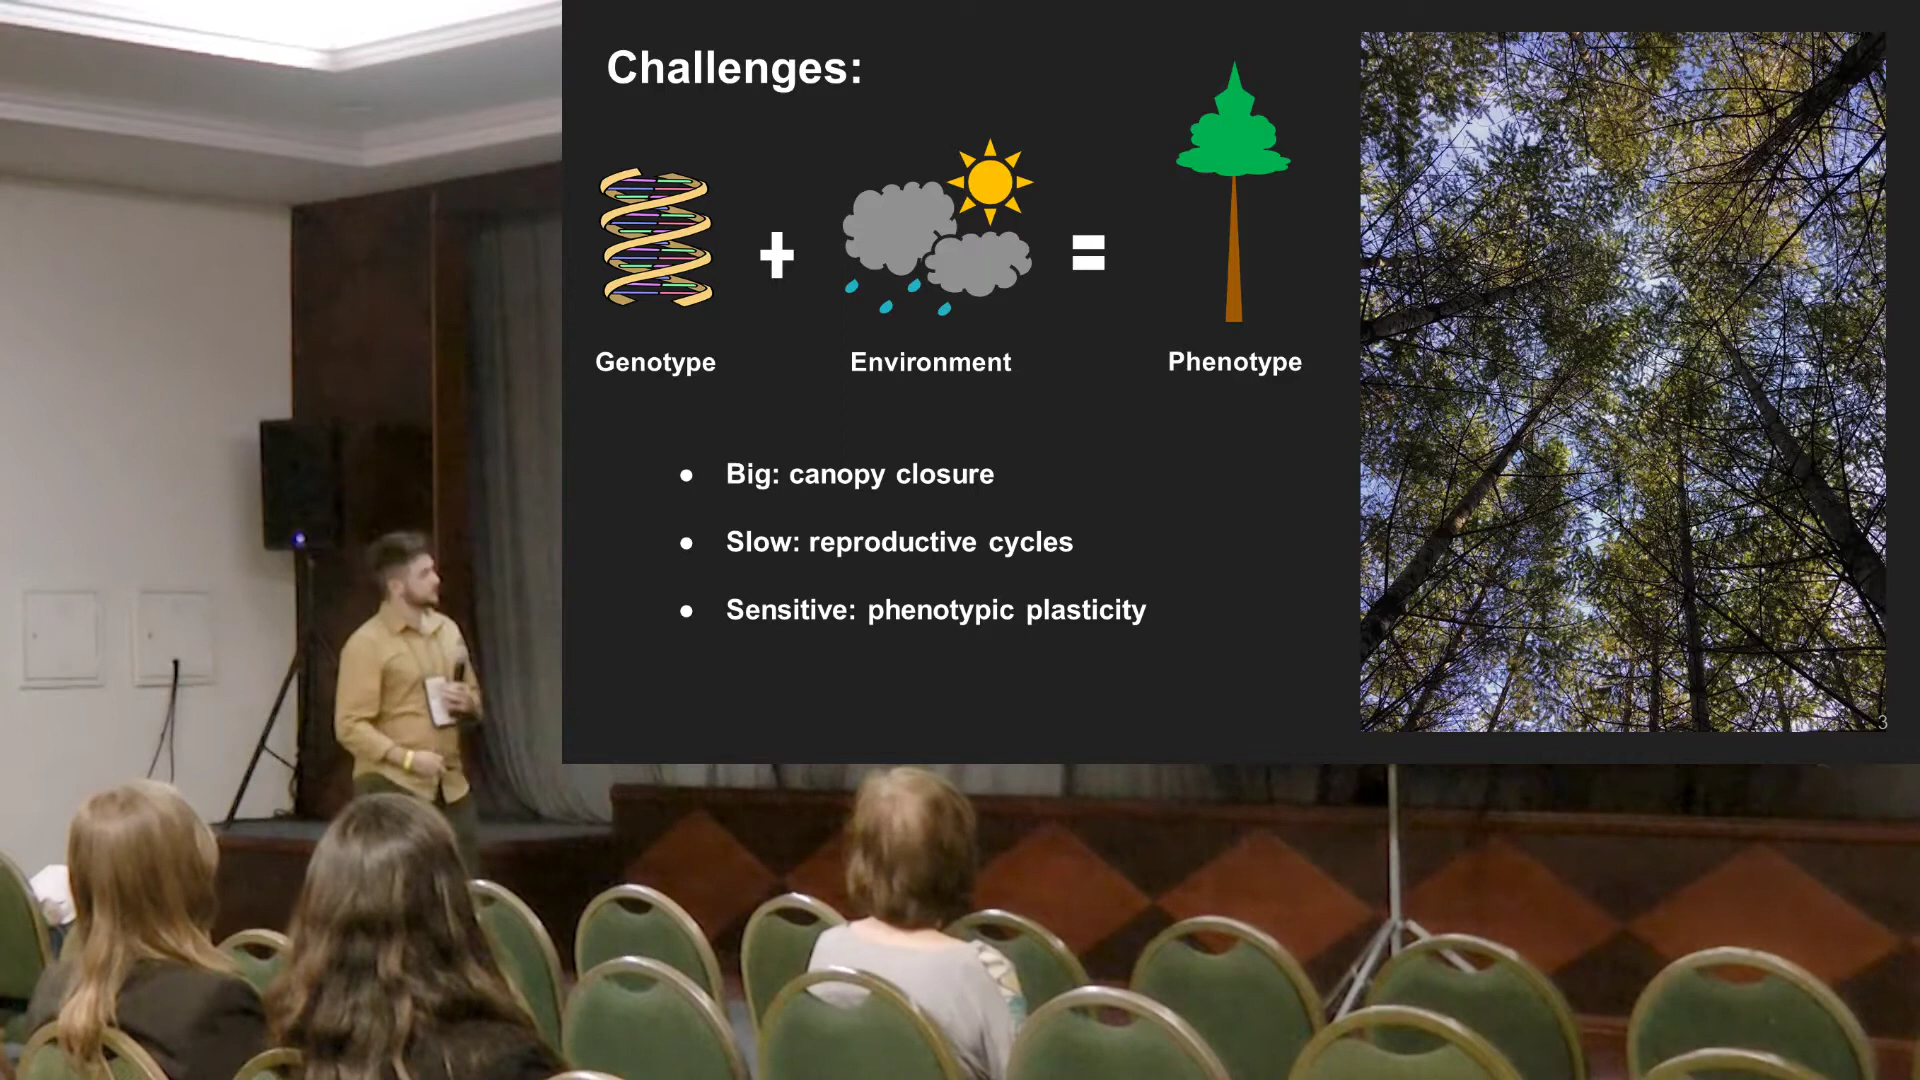 Challenges:
Genotype
Environment
Phenotype
Big: canopy closure
Slow: reproductive cycles
Sensitive: phenotypic plasticity
3